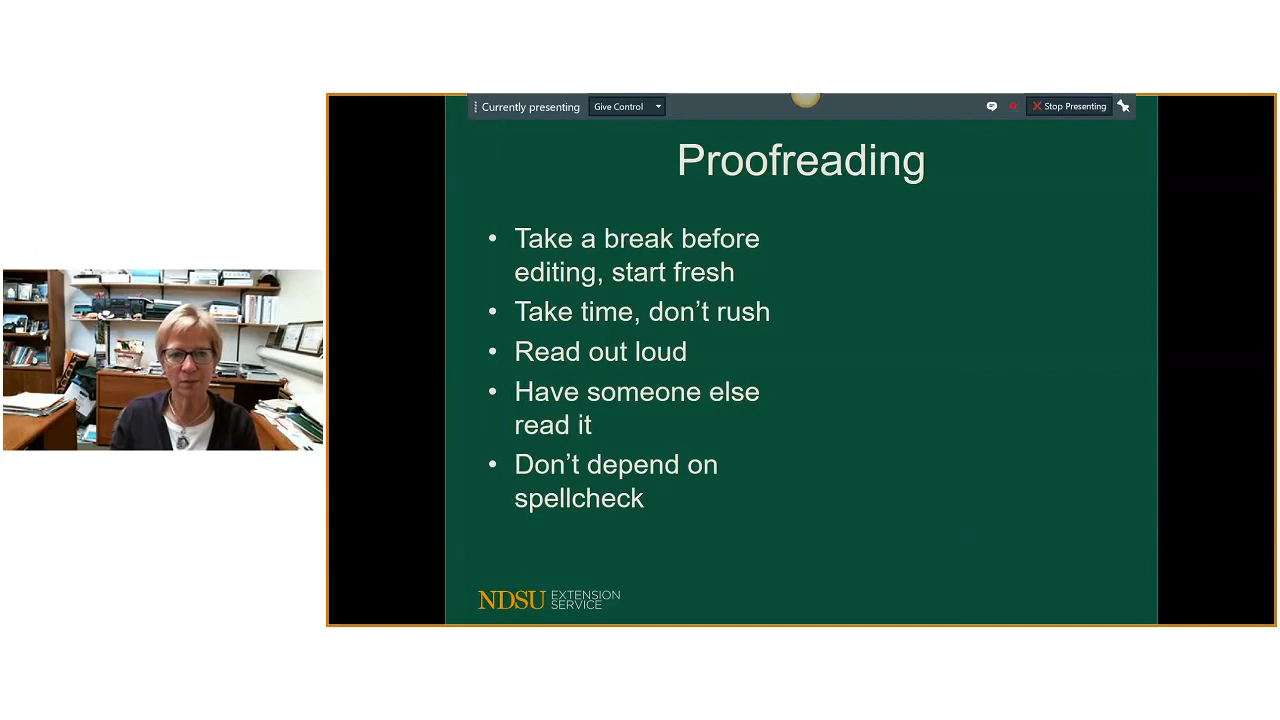 Currently presenting
Give Control
Stop Presenting
Proofreading
• Take a break before
editing, start fresh
• Take time, don’t rush
• Read out loud
• Have someone else
read it
• Don’t depend on
spellcheck
NDSU EXTENSION
SERVICE